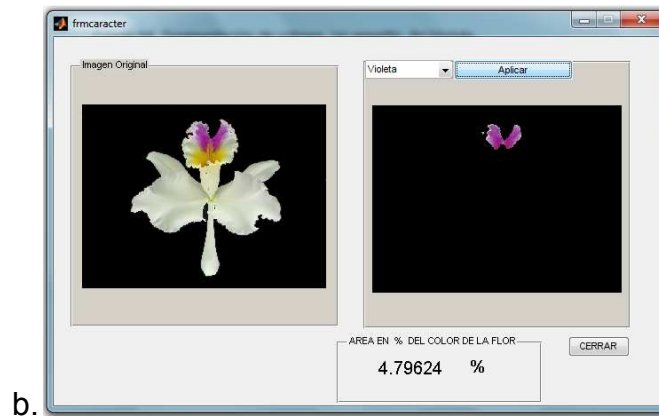 frmcaracter
Imagen Original
Violeta
Aplicar
AREA EN % DEL COLOR DE LA FLOR
4.79624 %
CERRAR
b.